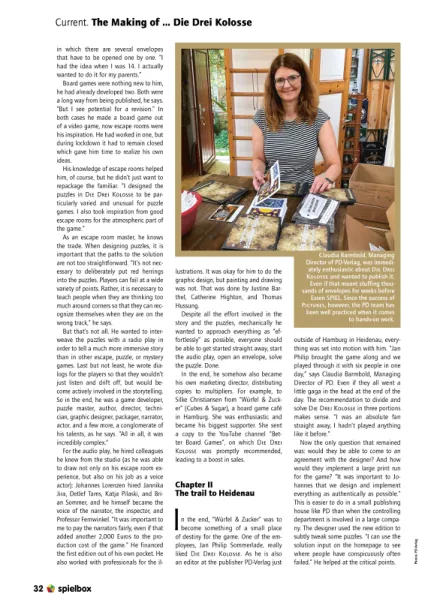 Current. The Making of ... Die Drei Kolosse
in which there are several envelopes
that have to be opened one by one. "I
had the idea when I was 14. I actually
wanted to do it for my parents."
Board games were nothing new to him,
he had already developed two. Both were
a long way from being published, he says.
"But I see potential for a revision." In
both cases he made a board game out
of a video game, now escape rooms were
his inspiration. He had worked in one, but
during lockdown it had to remain closed
which gave him time to realize his own
ideas.
His knowledge of escape rooms helped
him, of course, but he didn't just want to
repackage the familiar. "I designed the
puzzles in DIE DREI KOLOSSE to be par-
ticularly varied and unusual for puzzle
games. I also took inspiration from good
escape rooms for the atmospheric part of
the game."
As an escape room master, he knows
the trade. When designing puzzles, it is
important that the paths to the solution
are not too straightforward. "It's not nec-
essary to deliberately put red herrings
into the puzzles. Players can fail at a wide
variety of points. Rather, it is necessary to
teach people when they are thinking too
much around corners so that they can rec-
ognize themselves when they are on the
wrong track," he says.
But that's not all. He wanted to inter-
weave the puzzles with a radio play in
order to tell a much more immersive story
than in other escape, puzzle, or mystery
games. Last but not least, he wrote dia-
logs for the players so that they wouldn't
just listen and drift off, but would be-
come actively involved in the storytelling.
So in the end, he was a game developer,
puzzle master, author, director, techni-
cian, graphic designer, packager, narrator,
actor, and a few more, a conglomerate of
his talents, as he says. "All in all, it was
incredibly complex."
For the audio play, he hired colleagues
he knew from the studio (as he was able
to draw not only on his escape room ex-
perience, but also on his job as a voice
actor): Johannes Lorenzen hired Jannika
Jira, Detlef Tams, Katja Pilaski, and Bri-
an Sommer, and he himself became the
voice of the narrator, the inspector, and
Professor Fernwinkel. "It was important to
me to pay the narrators fairly, even if that
added another 2,000 Euros to the pro-
duction cost of the game." He financed
the first edition out of his own pocket. He
also worked with professionals for the il-
lustrations. It was okay for him to do the
graphic design, but painting and drawing
was not. That was done by Justine Bar-
thel, Catherine Highton, and Thomas
Hussung.
Despite all the effort involved in the
story and the puzzles, mechanically he
wanted to approach everything as "ef-
fortlessly" as possible, everyone should
be able to get started straight away, start
the audio play, open an envelope, solve
the puzzle. Done.
In the end, he somehow also became
his own marketing director, distributing
copies to multipliers. For example, to
Silke Christiansen from "Würfel & Zuck-
er" (Cubes & Sugar), a board game café
in Hamburg. She was enthusiastic and
became his biggest supporter. She sent
a copy to the YouTube channel "Bet-
ter Board Games", on which DIE DREI
KOLOSSE was promptly recommended,
leading to a boost in sales.
Chapter II
The trail to Heidenau
In the end, "Würfel & Zucker" was to
become something of a small place
of destiny for the game. One of the em-
ployees, Jan Philip Sommerlade, really
liked DIE DREI KOLOSSE. As he is also
an editor at the publisher PD-Verlag just
Claudia Barmbold, Managing
Director of PD-Verlag, was immedi-
ately enthusiastic about DIE DREI
KOLOSSE and wanted to publish it.
Even if that meant stuffing thou-
sands of envelopes for weeks before
Essen SPIEL. Since the success of
PICTURES, however, the PD team has
been well practiced when it comes
to hands-on work.
outside of Hamburg in Heidenau, every-
thing was set into motion with him. "Jan
Philip brought the game along and we
played through it with six people in one
day," says Claudia Barmbold, Managing
Director of PD. Even if they all went a
little gaga in the head at the end of the
day. The recommendation to divide and
solve DIE DREI KOLOSSE in three portions
makes sense. "I was an absolute fan
straight away, I hadn't played anything
like it before."
Now the only question that remained
was: would they be able to come to an
agreement with the designer? And how
would they implement a large print run
for the game? "It was important to Jo-
hannes that we design and implement
everything as authentically as possible."
This is easier to do in a small publishing
house like PD than when the controlling
department is involved in a large compa-
ny. The designer used the new edition to
subtly tweak some puzzles. "I can use the
solution input on the homepage to see
where people have consciously often
failed." He helped at the critical points.
Photo: PD-Verlag
32 spielbox